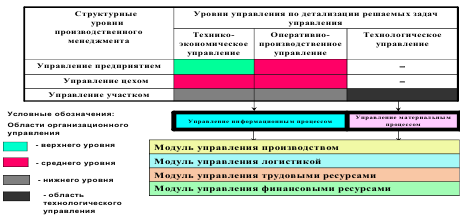 Структурные
уровни
производственного
менеджмента
Уровни управления по детализации решаемых задач
управления
Технико-
экономическое
управление
Оперативно-
производственное
управление
Технологическое
управление
Управление предприятием
–
Управление цехом
–
Управление участком
Условные обозначения:
Области организационного
управления
- верхнего уровня
- среднего уровня
- нижнего уровня
- область
технологического
управления
Управление информационным процессом
Управление материальным
процессом
Модуль управления производством
Модуль управления логистикой
Модуль управления трудовыми ресурсами
Модуль управления финансовыми ресурсами